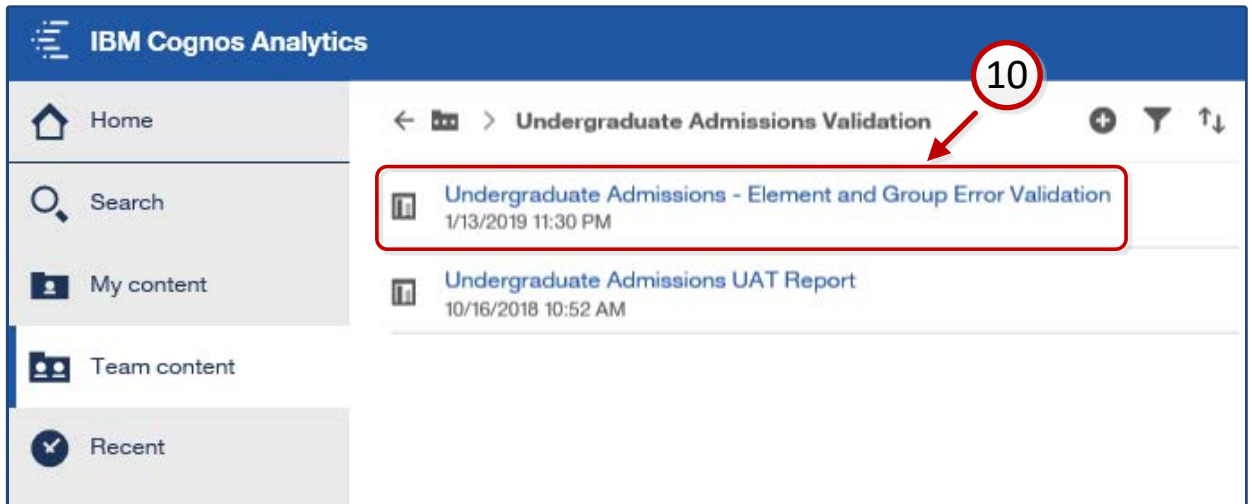 IBM Cognos Analytics
10
Home
> Undergraduate Admissions Validation
Search
Undergraduate Admissions - Element and Group Error Validation
1/13/2019 11:30 PM
My content
Undergraduate Admissions UAT Report
10/16/2018 10:52 AM
Team content
Recent